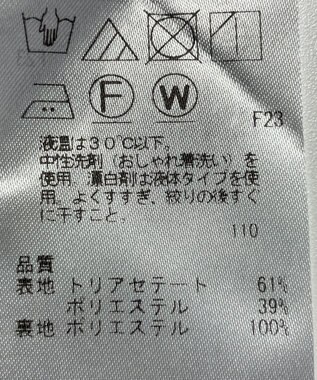 F W
F23
液温は30℃以下。
中性洗剤（おしゃれ着洗い）を
使用。漂白剤は液体タイプを使
用。よくすすぎ、絞りの後すぐ
に干すこと。
110
品質
表地 トリアセテート 61%
ポリエステル 39%
裏地 ポリエステル 100%